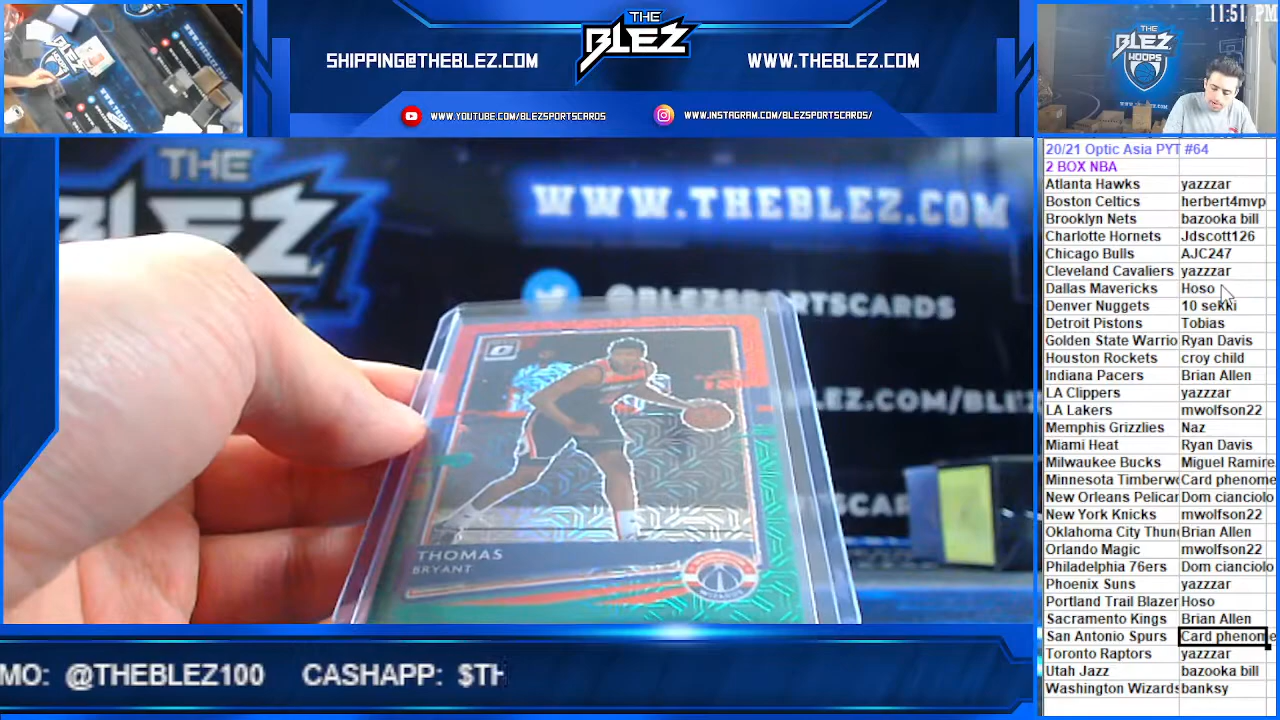 THE
BLEZ
SHIPPING@THEBLEZ.COM
WWW.THEBLEZ.COM
WWW.YOUTUBE.COM/BLEZSPORTSCARDS
WWW.INSTAGRAM.COM/BLEZSPORTSCARDS/
11:51 PM
THE
BLEZ
HOOPS
THE
BLEZ
WWW.THEBLEZ.COM
@BLEZSPORTSCARDS
EZ.COM/BLE
THOMAS
BRYANT
WIZARDS
MO: @THEBLEZ100 CASHAPP: $TH
20/21 Optic Asia PYT #64
2 BOX NBA
Atlanta Hawks yazzzar
Boston Celtics herbert4mvp
Brooklyn Nets bazooka bill
Charlotte Hornets Jdscott126
Chicago Bulls AJC247
Cleveland Cavaliers yazzzar
Dallas Mavericks Hoso
Denver Nuggets 10 sekki
Detroit Pistons Tobias
Golden State Warrio Ryan Davis
Houston Rockets croy child
Indiana Pacers Brian Allen
LA Clippers yazzzar
LA Lakers mwolfson22
Memphis Grizzlies Naz
Miami Heat Ryan Davis
Milwaukee Bucks Miguel Ramire
Minnesota Timberw Card phenome
New Orleans Pelicar Dom cianciolo
New York Knicks mwolfson22
Oklahoma City Thun Brian Allen
Orlando Magic mwolfson22
Philadelphia 76ers Dom cianciolo
Phoenix Suns yazzzar
Portland Trail Blazer Hoso
Sacramento Kings Brian Allen
San Antonio Spurs Card phenome
Toronto Raptors yazzzar
Utah Jazz bazooka bill
Washington Wizards banksy